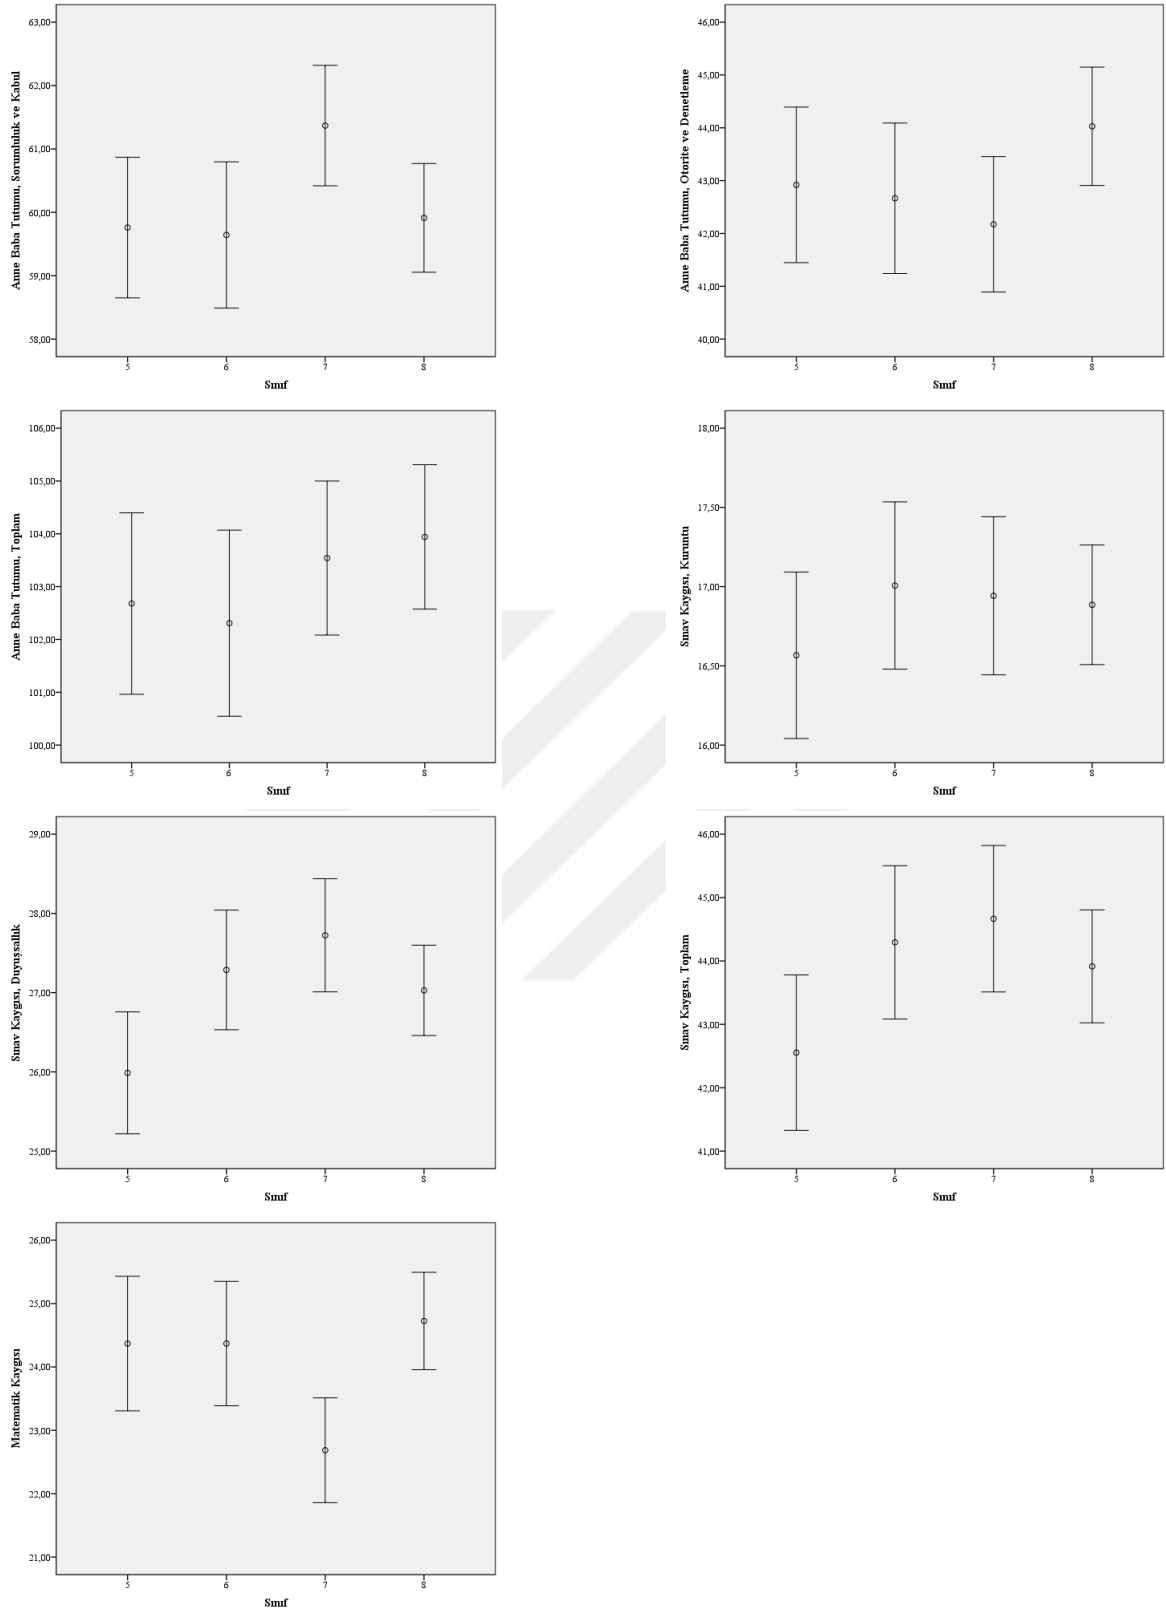 Anne Baba Tutumu, Sorumluluk ve Kabul
63,00
62,00
61,00
60,00
59,00
58,00
5 6 7 8
Sınıf
Anne Baba Tutumu, Otorite ve Denetleme
46,00
45,00
44,00
43,00
42,00
41,00
40,00
5 6 7 8
Sınıf
Anne Baba Tutumu, Toplam
106,00
105,00
104,00
103,00
102,00
101,00
100,00
5 6 7 8
Sınıf
Sınav Kaygısı, Kuruntu
18,00
17,50
17,00
16,50
16,00
5 6 7 8
Sınıf
Sınav Kaygısı, Duyuşsallık
29,00
28,00
27,00
26,00
25,00
5 6 7 8
Sınıf
Sınav Kaygısı, Toplam
46,00
45,00
44,00
43,00
42,00
41,00
5 6 7 8
Sınıf
Matematik Kaygısı
26,00
25,00
24,00
23,00
22,00
21,00
5 6 7 8
Sınıf